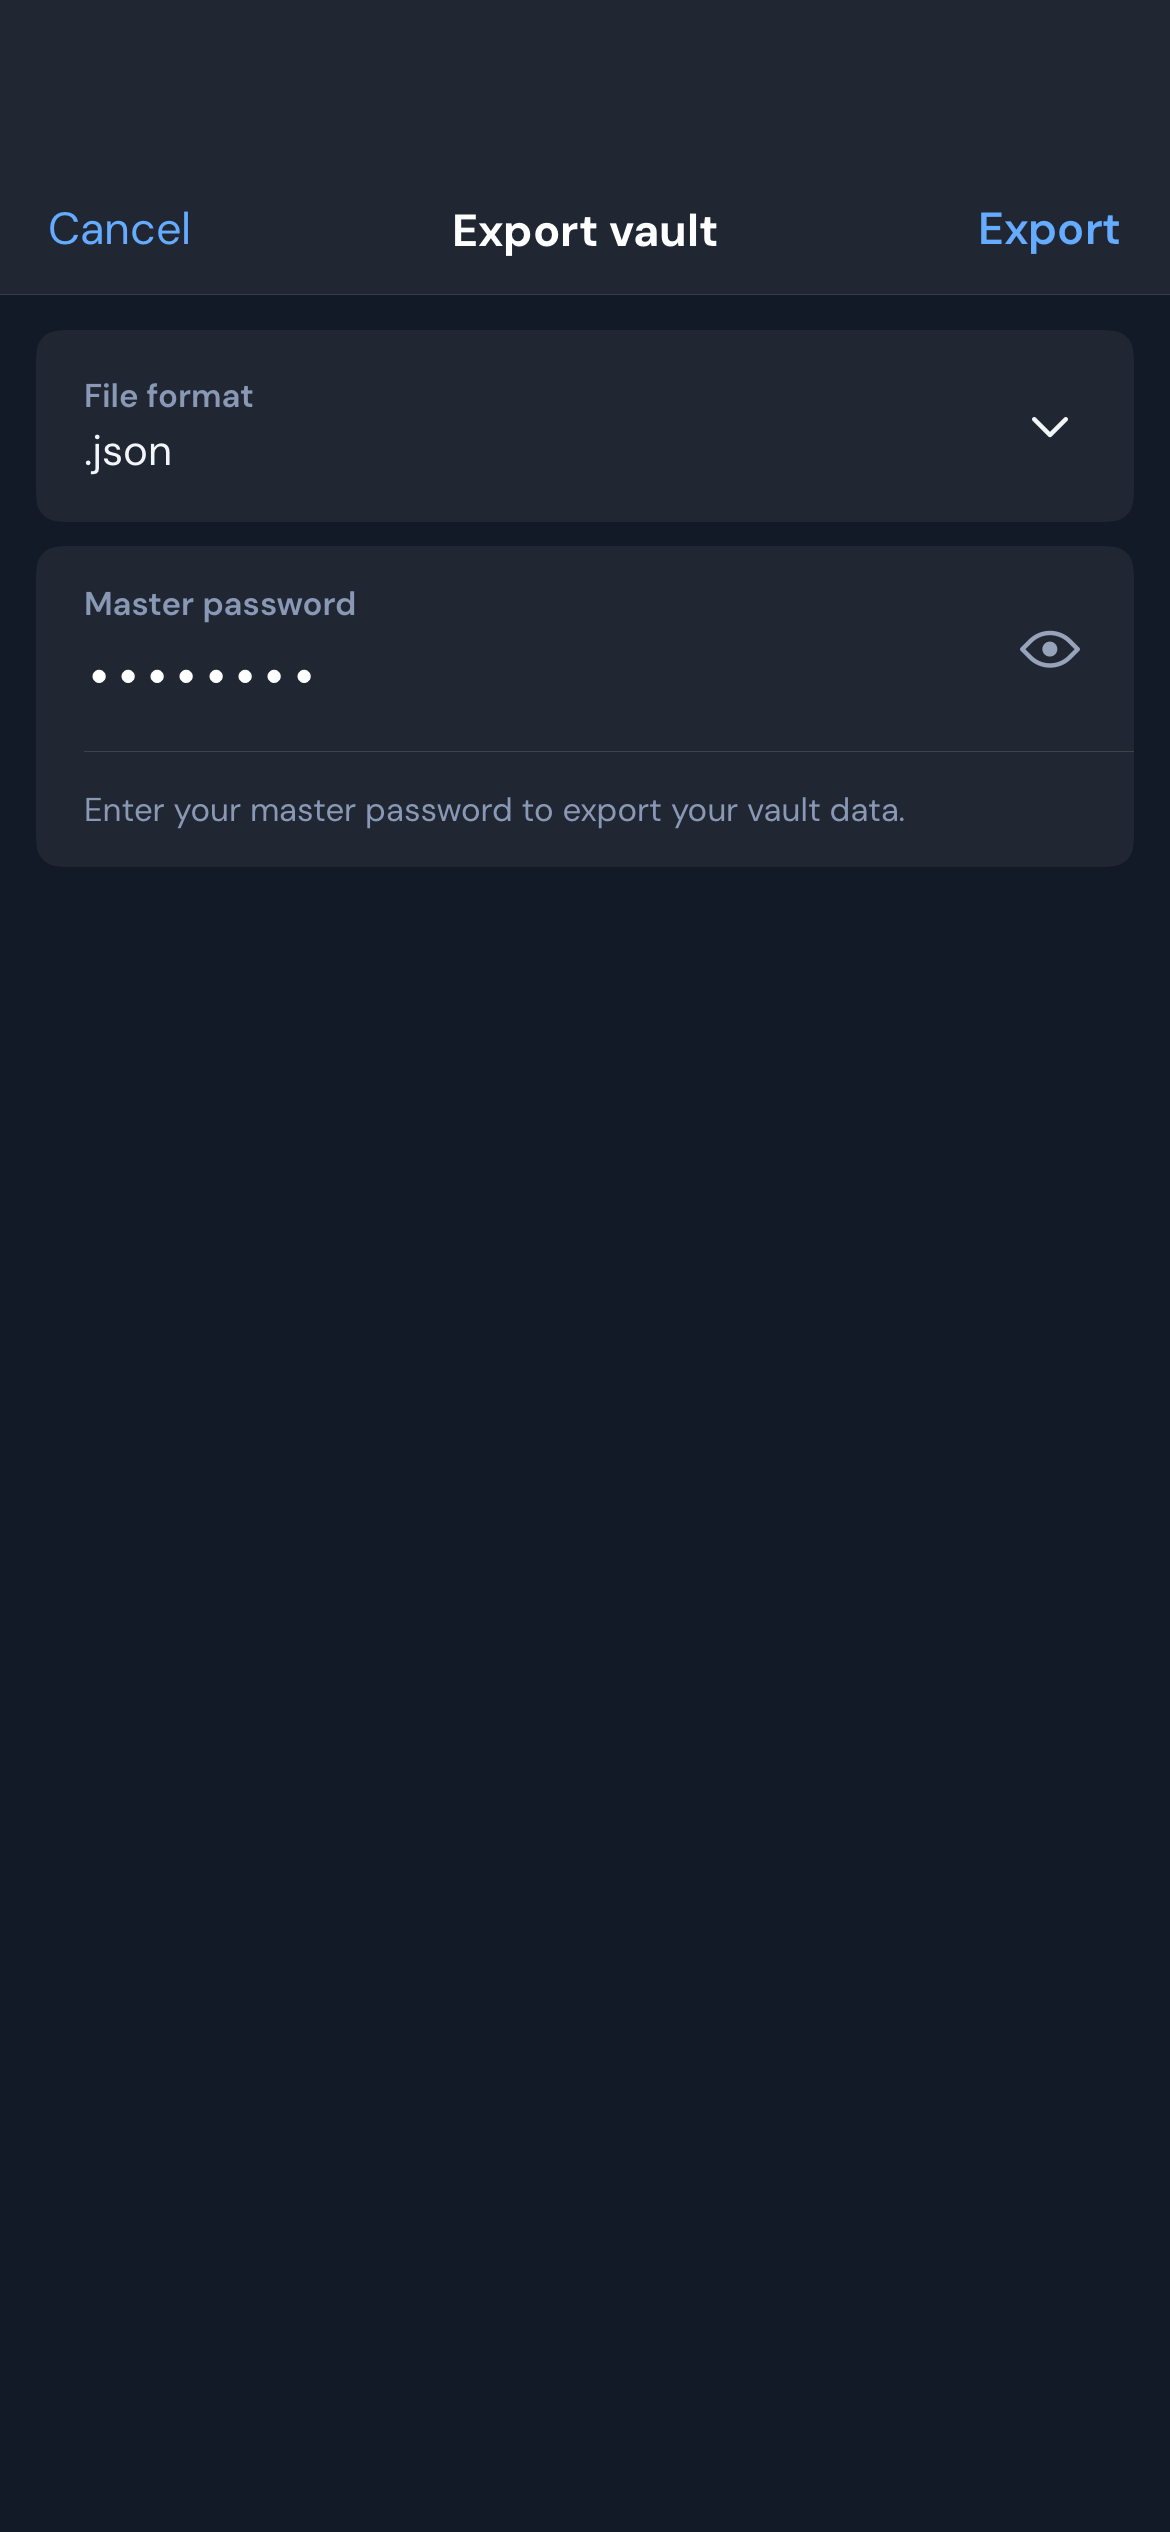 Cancel
Export vault
Export
File format
.json
Master password
••••••••
Enter your master password to export your vault data.